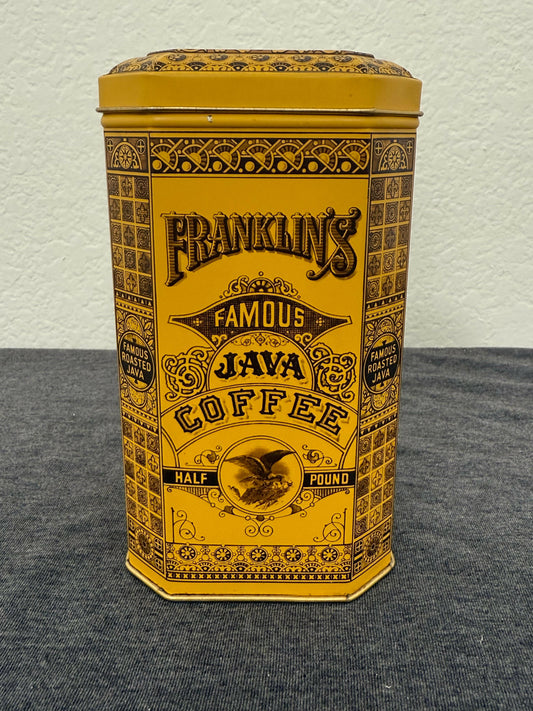 FRANKLIN'S
FAMOUS
JAVA
COFFEE
HALF POUND
FAMOUS
ROASTED
JAVA
FAMOUS
ROASTED
JAVA